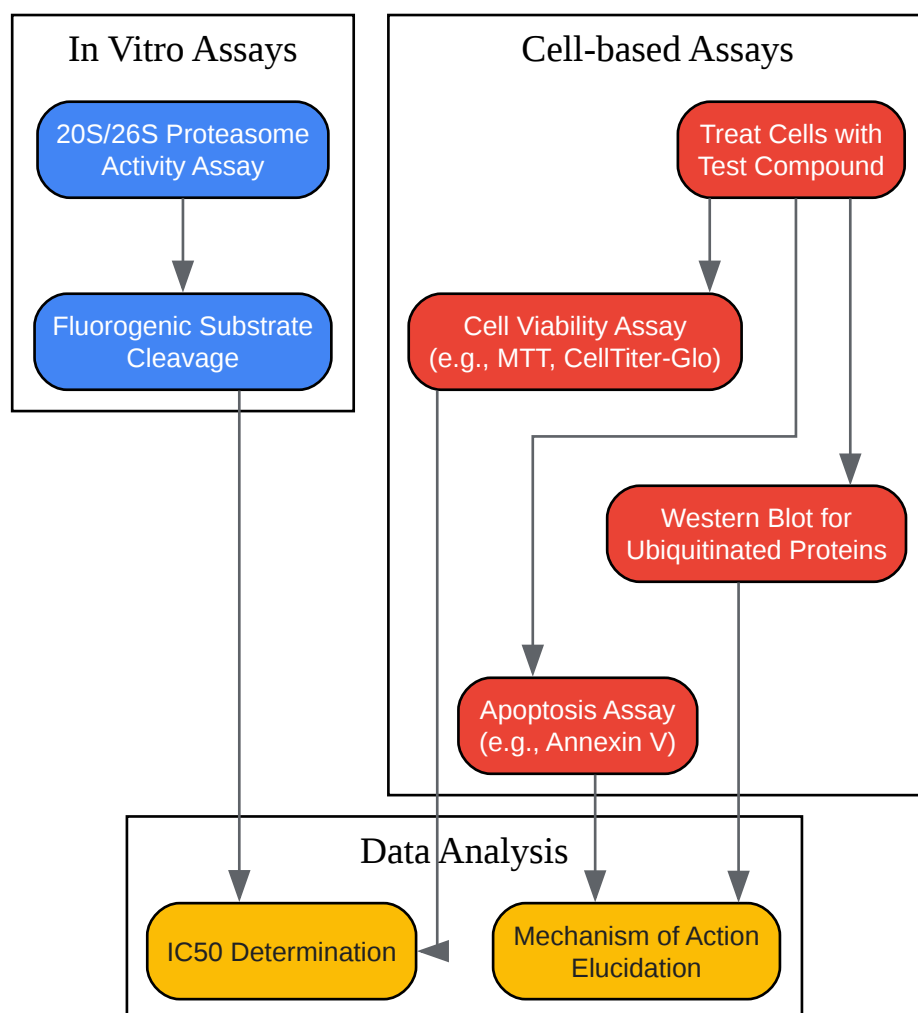 In Vitro Assays
20S/26S Proteasome
Activity Assay
Fluorogenic Substrate
Cleavage
Cell-based Assays
Treat Cells with
Test Compound
Cell Viability Assay
(e.g., MTT, CellTiter-Glo)
Western Blot for
Ubiquitinated Proteins
Apoptosis Assay
(e.g., Annexin V)
Data Analysis
IC50 Determination
Mechanism of Action
Elucidation